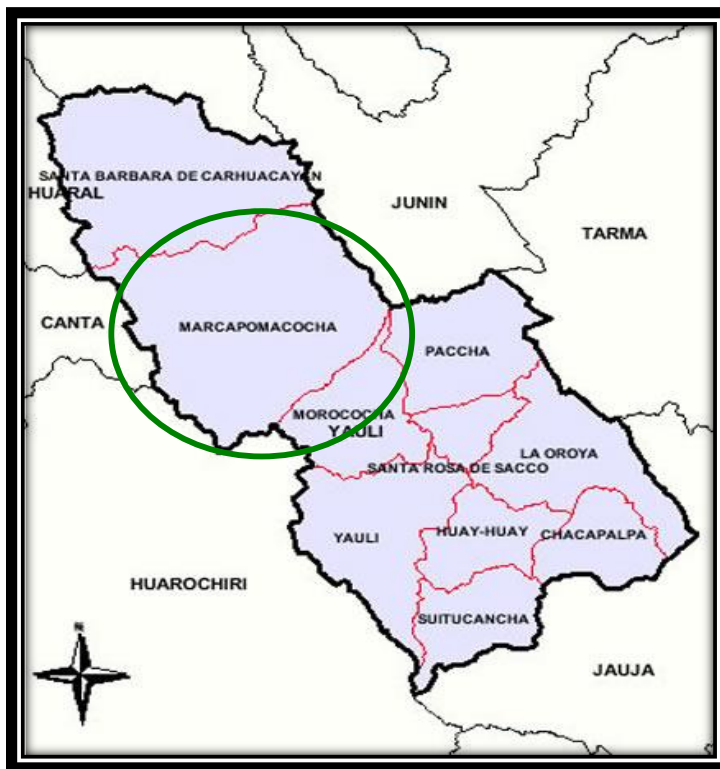 SANTA BARBARA DE CARHUACAYAN
HUARAL
JUNIN
TARMA
CANTA
MARCAPOMACOCHA
PACCHA
MOROCOCHA
YAULI
LA OROYA
SANTA ROSA DE SACCO
YAULI
HUAY-HUAY
CHACAPALPA
HUAROCHIRI
SUITUCANCHA
N
JAUJA